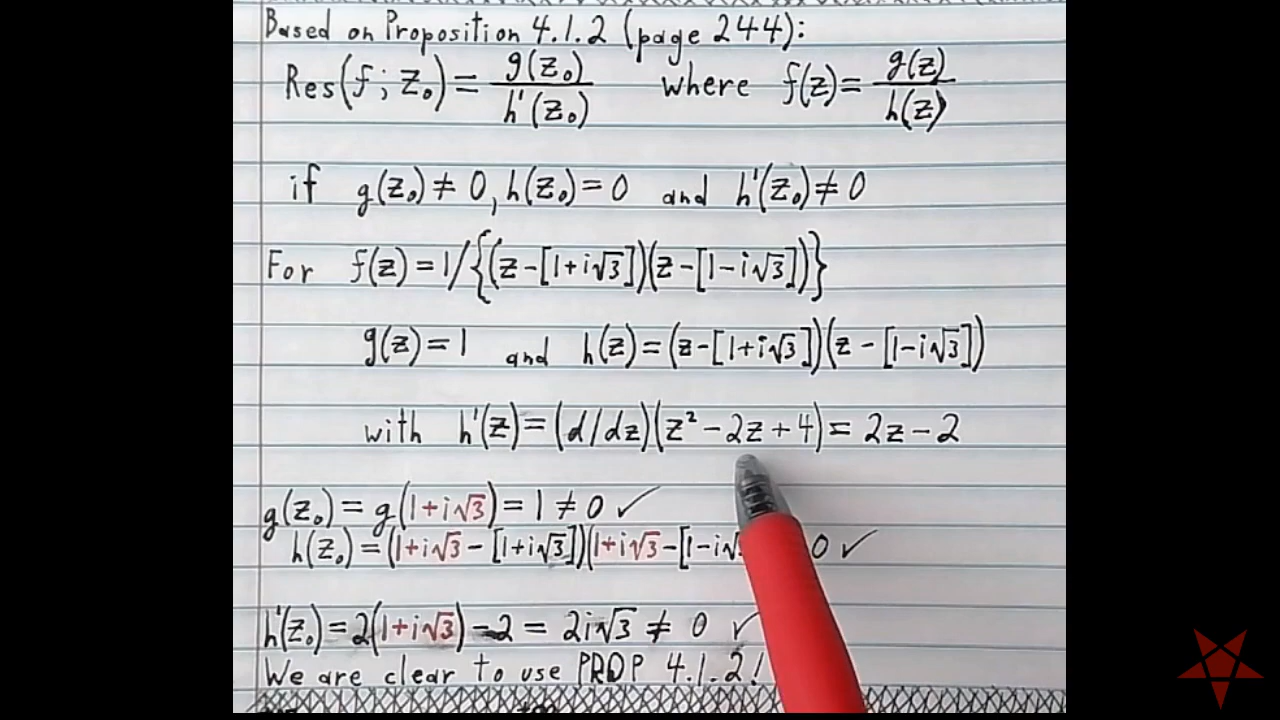 Based on Proposition 4.1.2 (page 244):
Res(f; z₀) = g(z₀)/h'(z₀) where f(z) = g(z)/h(z)
if g(z₀) ≠ 0, h(z₀) = 0 and h'(z₀) ≠ 0
For f(z) = 1/{(z-[1+i√3])(z-[1-i√3])}
g(z) = 1 and h(z) = (z-[1+i√3])(z-[1-i√3])
with h'(z) = (d/dz)(z² - 2z + 4) = 2z - 2
g(z₀) = g(1+i√3) = 1 ≠ 0 ✓
h(z₀) = (1+i√3 - [1+i√3])(1+i√3 - [1-i√ 0 ✓
h'(z₀) = 2(1+i√3) - 2 = 2i√3 ≠ 0 ✓
We are clear to use PROP 4.1.2!